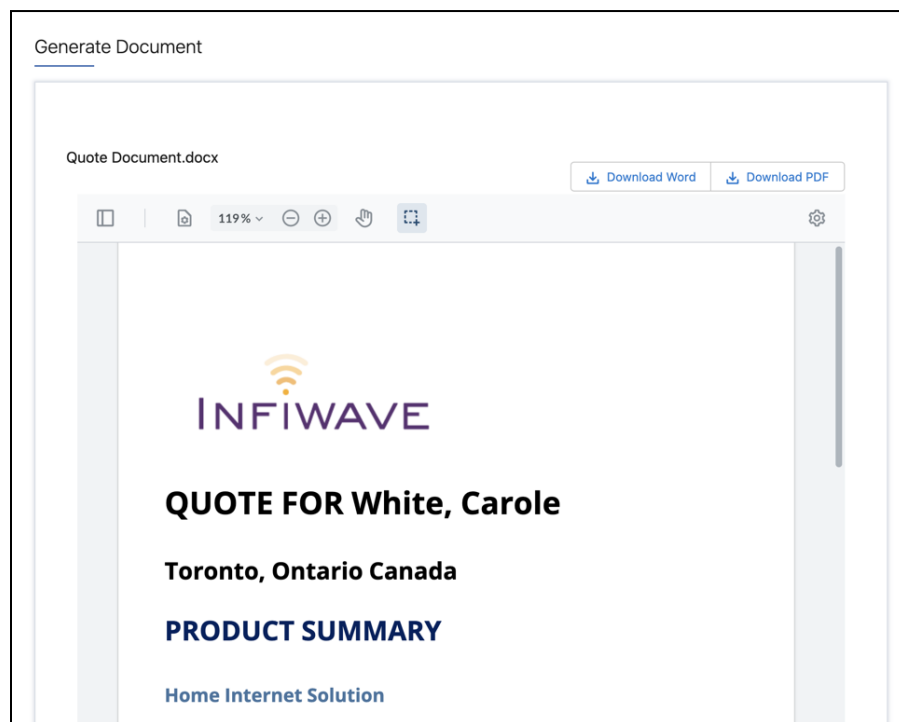 Generate Document
Quote Document.docx
Download Word
Download PDF
119%
INFIWAVE
QUOTE FOR White, Carole
Toronto, Ontario Canada
PRODUCT SUMMARY
Home Internet Solution